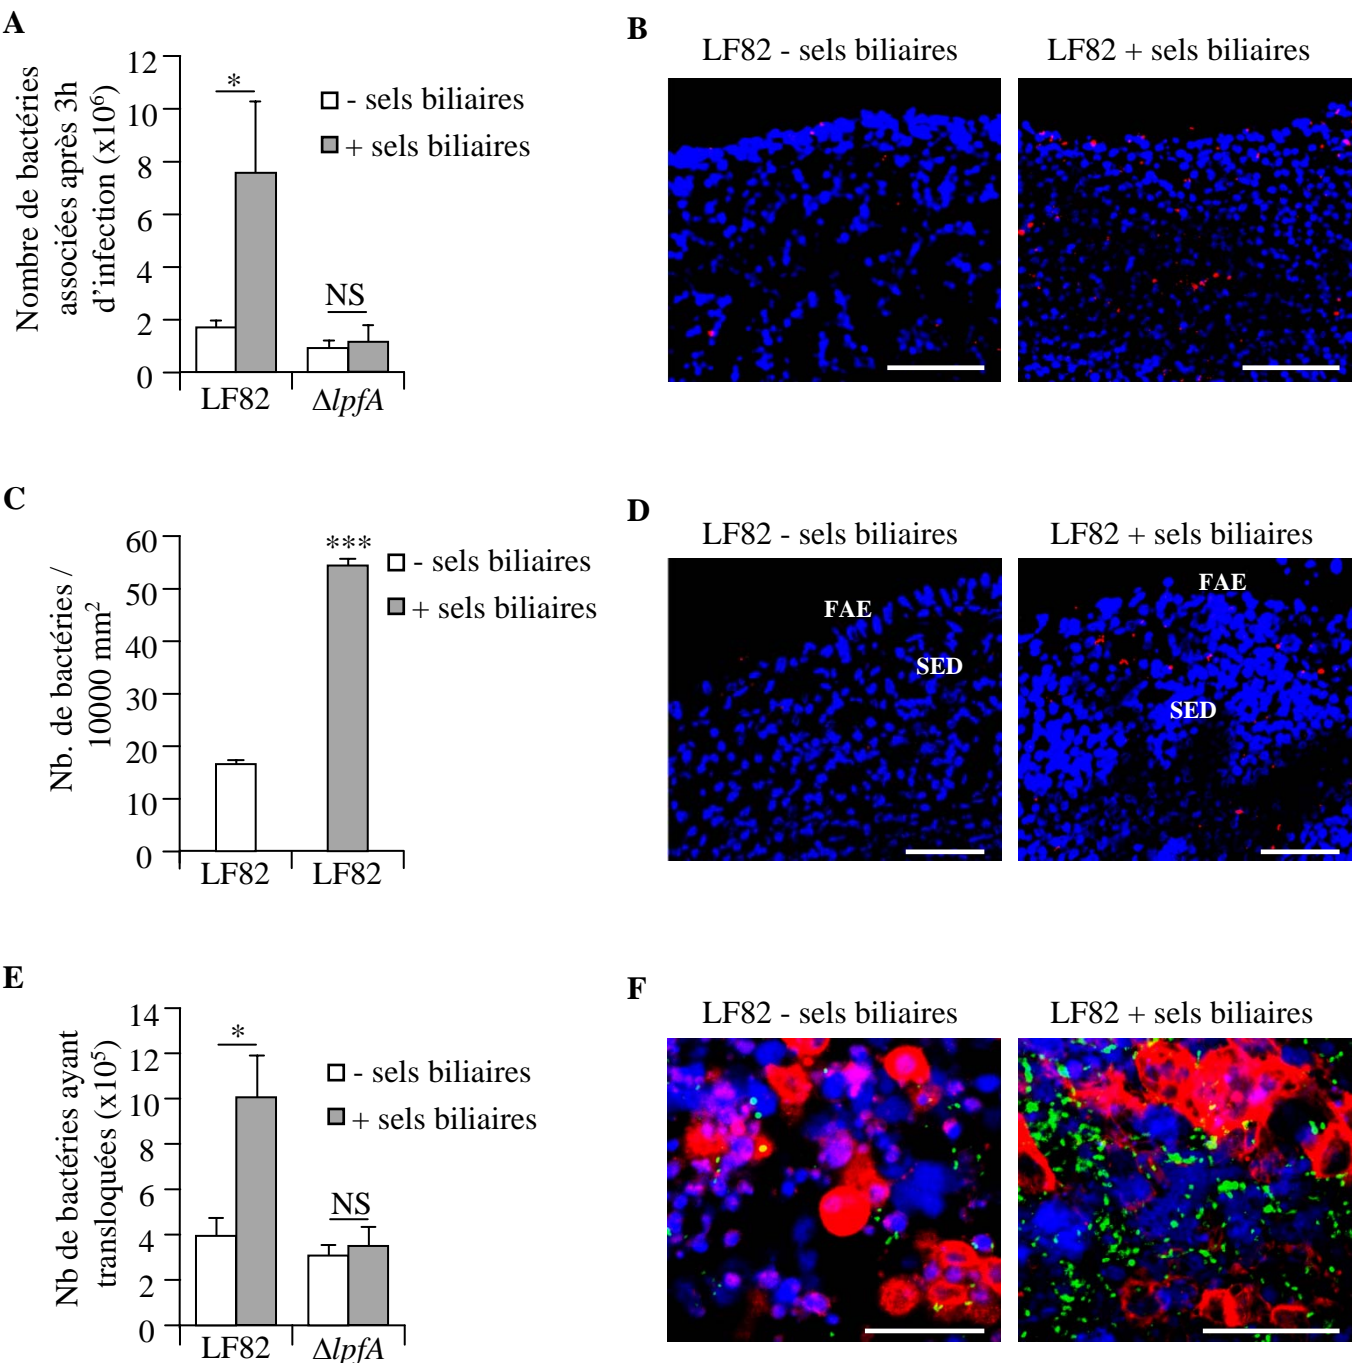 A
Nombre de bactéries
associées après 3h
d'infection (x10⁶)
12
10
8
6
4
2
0
*
NS
- sels biliaires
+ sels biliaires
LF82
ΔlpfA
B
LF82 - sels biliaires
LF82 + sels biliaires
C
Nb. de bactéries /
10000 mm²
60
50
40
30
20
10
0
***
- sels biliaires
+ sels biliaires
LF82
LF82
D
LF82 - sels biliaires
LF82 + sels biliaires
FAE
SED
FAE
SED
E
Nb de bactéries ayant
transloquées (x10⁵)
14
12
10
8
6
4
2
0
*
NS
- sels biliaires
+ sels biliaires
LF82
ΔlpfA
F
LF82 - sels biliaires
LF82 + sels biliaires